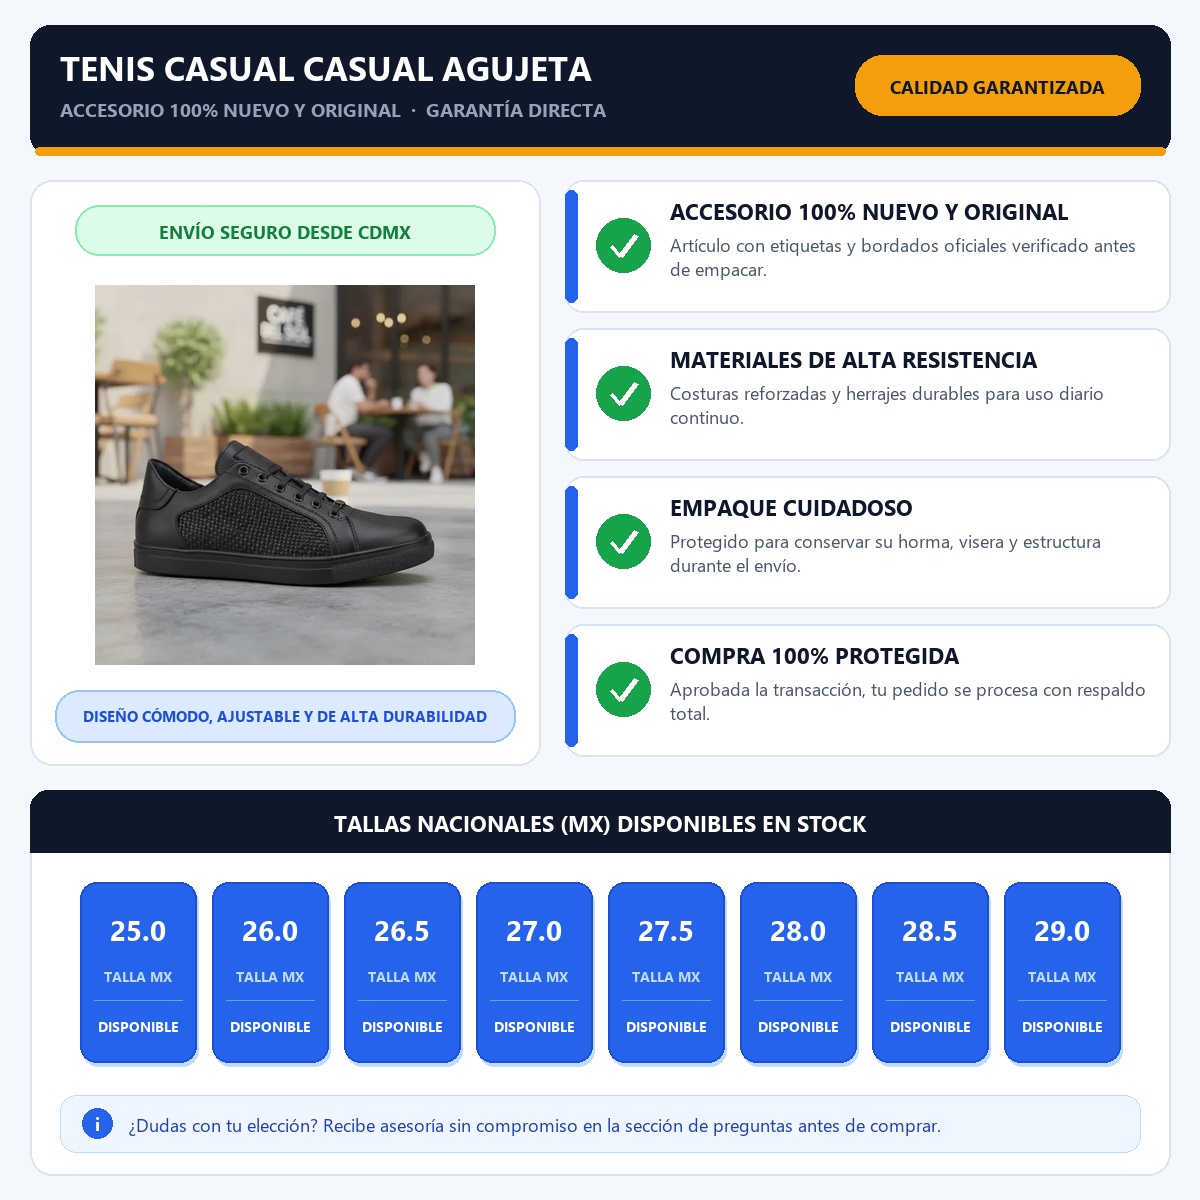 TENIS CASUAL CASUAL AGUJETA
ACCESORIO 100% NUEVO Y ORIGINAL · GARANTÍA DIRECTA
CALIDAD GARANTIZADA
ENVÍO SEGURO DESDE CDMX
CAFÉ
DEL SOL
DISEÑO CÓMODO, AJUSTABLE Y DE ALTA DURABILIDAD
ACCESORIO 100% NUEVO Y ORIGINAL
Artículo con etiquetas y bordados oficiales verificado antes
de empacar.
MATERIALES DE ALTA RESISTENCIA
Costuras reforzadas y herrajes durables para uso diario
continuo.
EMPAQUE CUIDADOSO
Protegido para conservar su horma, visera y estructura
durante el envío.
COMPRA 100% PROTEGIDA
Aprobada la transacción, tu pedido se procesa con respaldo
total.
TALLAS NACIONALES (MX) DISPONIBLES EN STOCK
25.0 26.0 26.5 27.0 27.5 28.0 28.5 29.0
TALLA MX TALLA MX TALLA MX TALLA MX TALLA MX TALLA MX TALLA MX TALLA MX
DISPONIBLE DISPONIBLE DISPONIBLE DISPONIBLE DISPONIBLE DISPONIBLE DISPONIBLE DISPONIBLE
¿Dudas con tu elección? Recibe asesoría sin compromiso en la sección de preguntas antes de comprar.